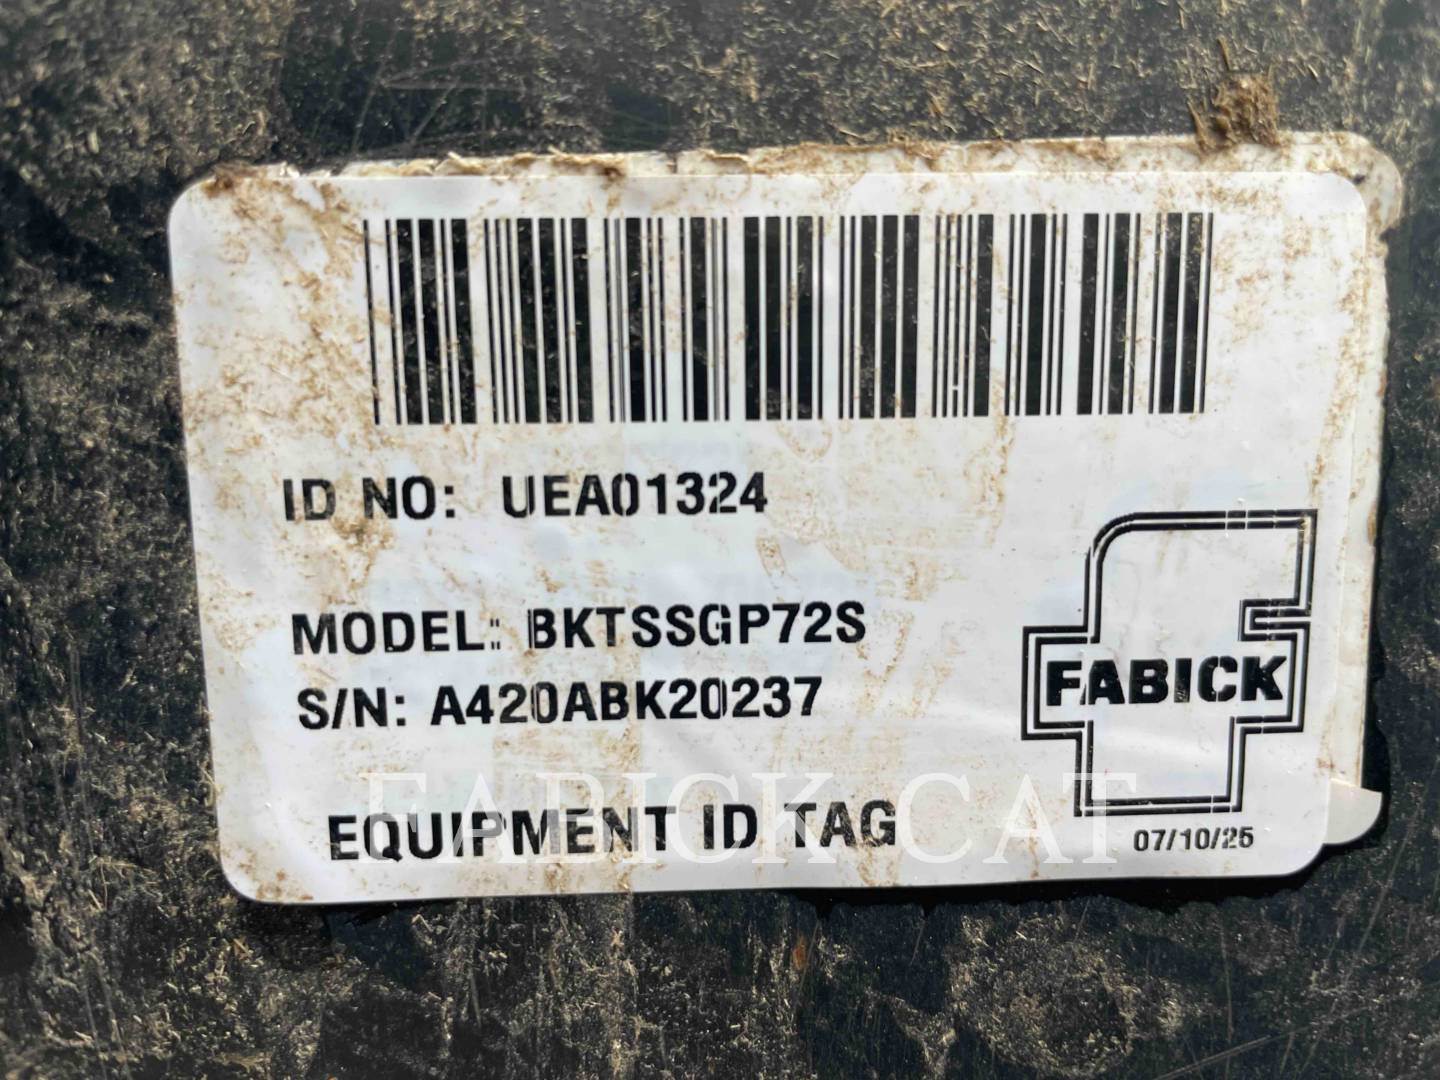 ID NO: UEA01324
MODEL: BKTSSGP72S
S/N: A420ABK20237
FABICK
EQUIPMENT ID TAG
07/10/25
FABICK CAT